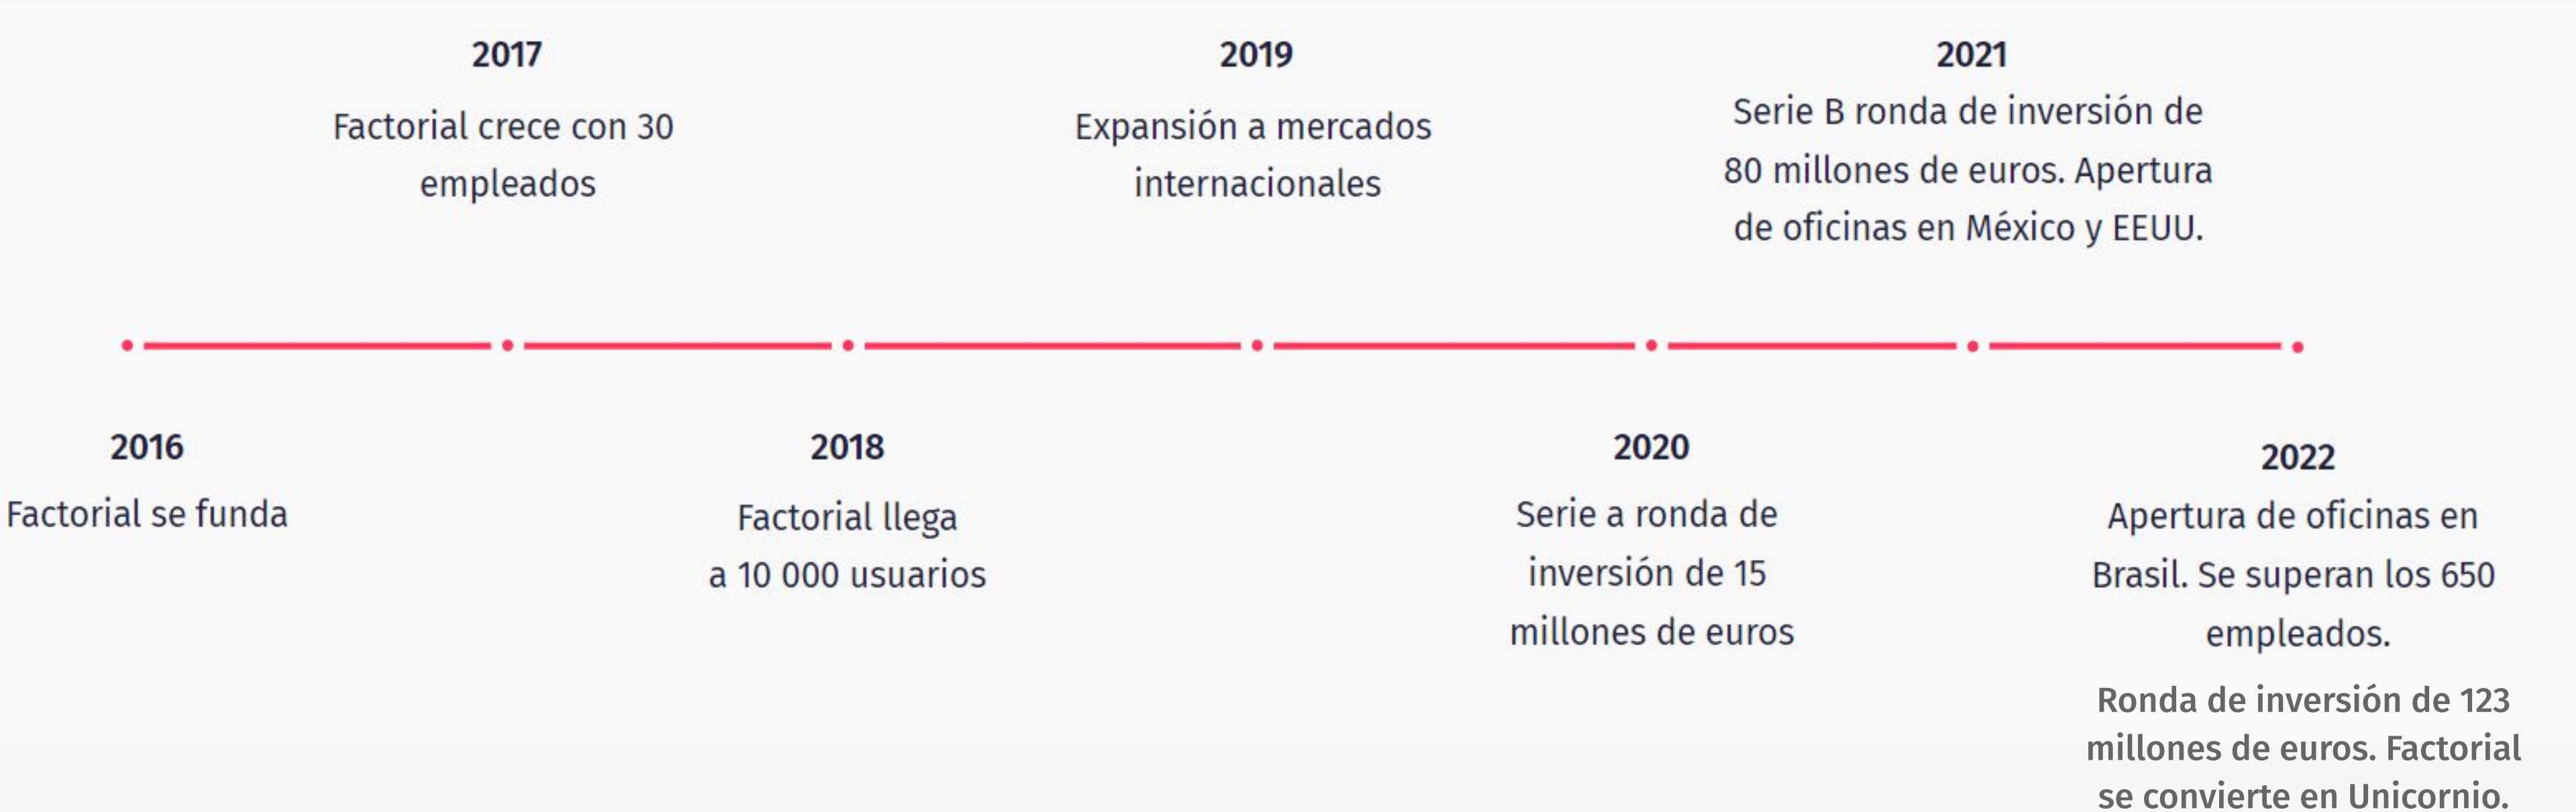 2017
Factorial crece con 30
empleados
2019
Expansión a mercados
internacionales
2021
Serie B ronda de inversión de
80 millones de euros. Apertura
de oficinas en México y EEUU.
2016
Factorial se funda
2018
Factorial llega
a 10 000 usuarios
2020
Serie a ronda de
inversión de 15
millones de euros
2022
Apertura de oficinas en
Brasil. Se superan los 650
empleados.
Ronda de inversión de 123
millones de euros. Factorial
se convierte en Unicornio.